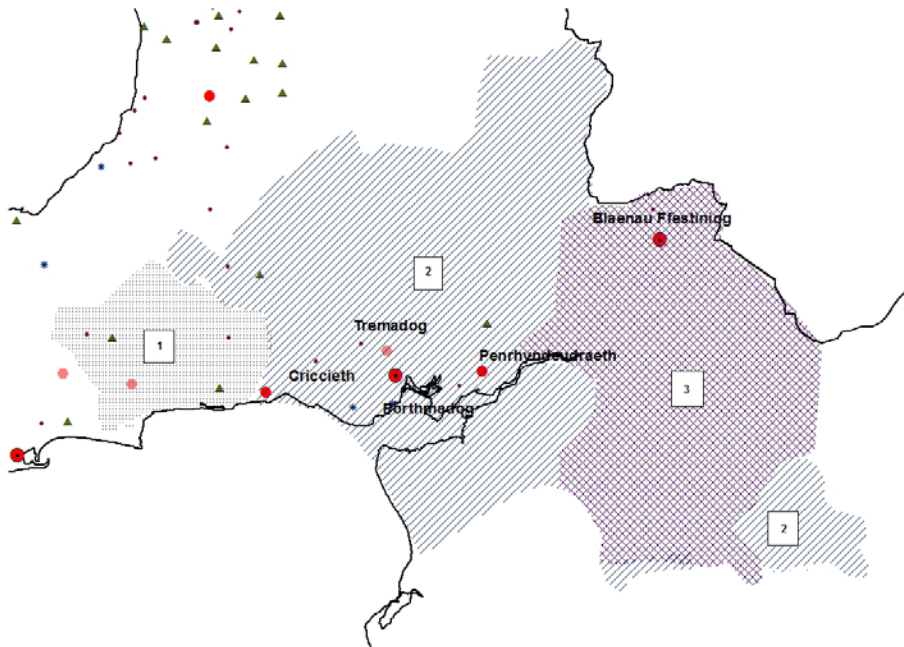 Blaenau Ffestiniog
2
Tremadog
1
Penrhyndeudraeth
Criccieth
3
Porthmadog
2